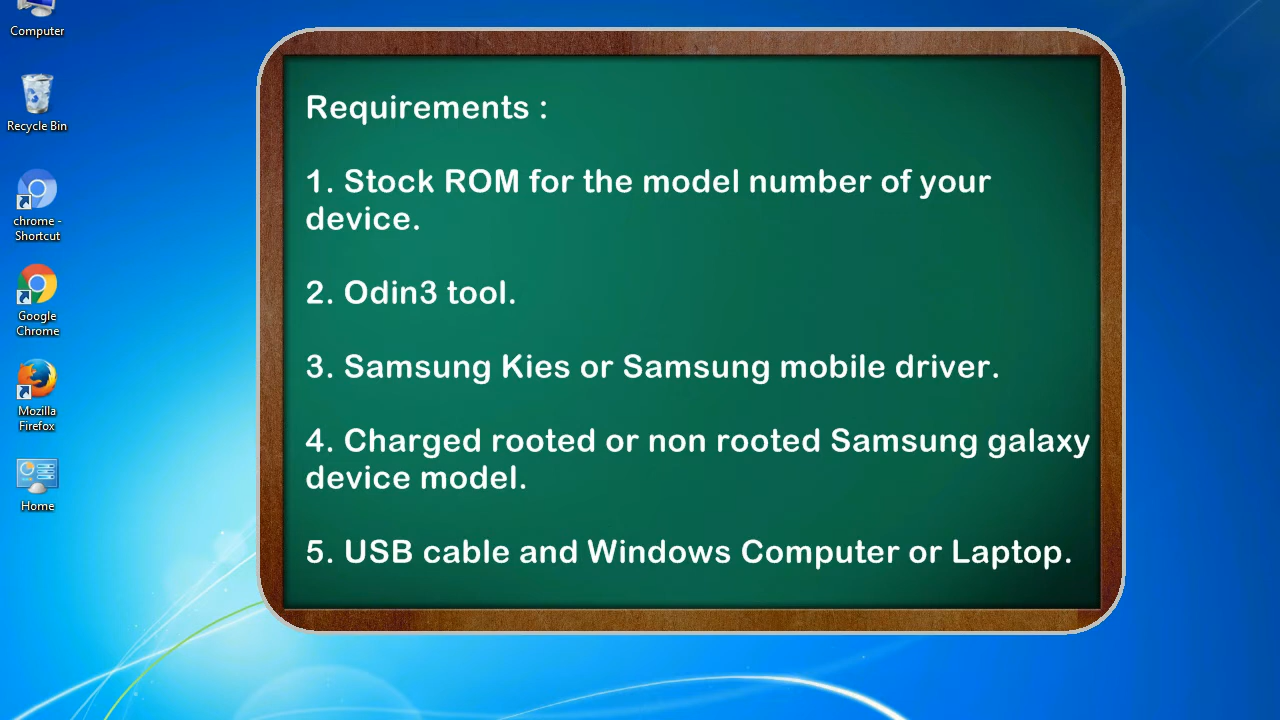 Computer
Recycle Bin
chrome -
Shortcut
Google
Chrome
Mozilla
Firefox
Home
Requirements :
1. Stock ROM for the model number of your
device.
2. Odin3 tool.
3. Samsung Kies or Samsung mobile driver.
4. Charged rooted or non rooted Samsung galaxy
device model.
5. USB cable and Windows Computer or Laptop.